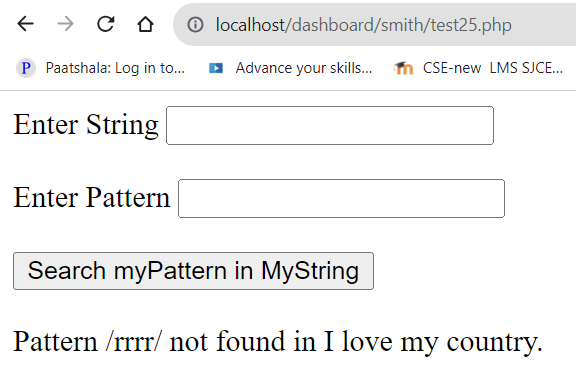 localhost/dashboard/smith/test25.php
P Paatshala: Log in to... Advance your skills... m CSE-new LMS SJCE...
Enter String
Enter Pattern
Search myPattern in MyString
Pattern /rrrr/ not found in I love my country.